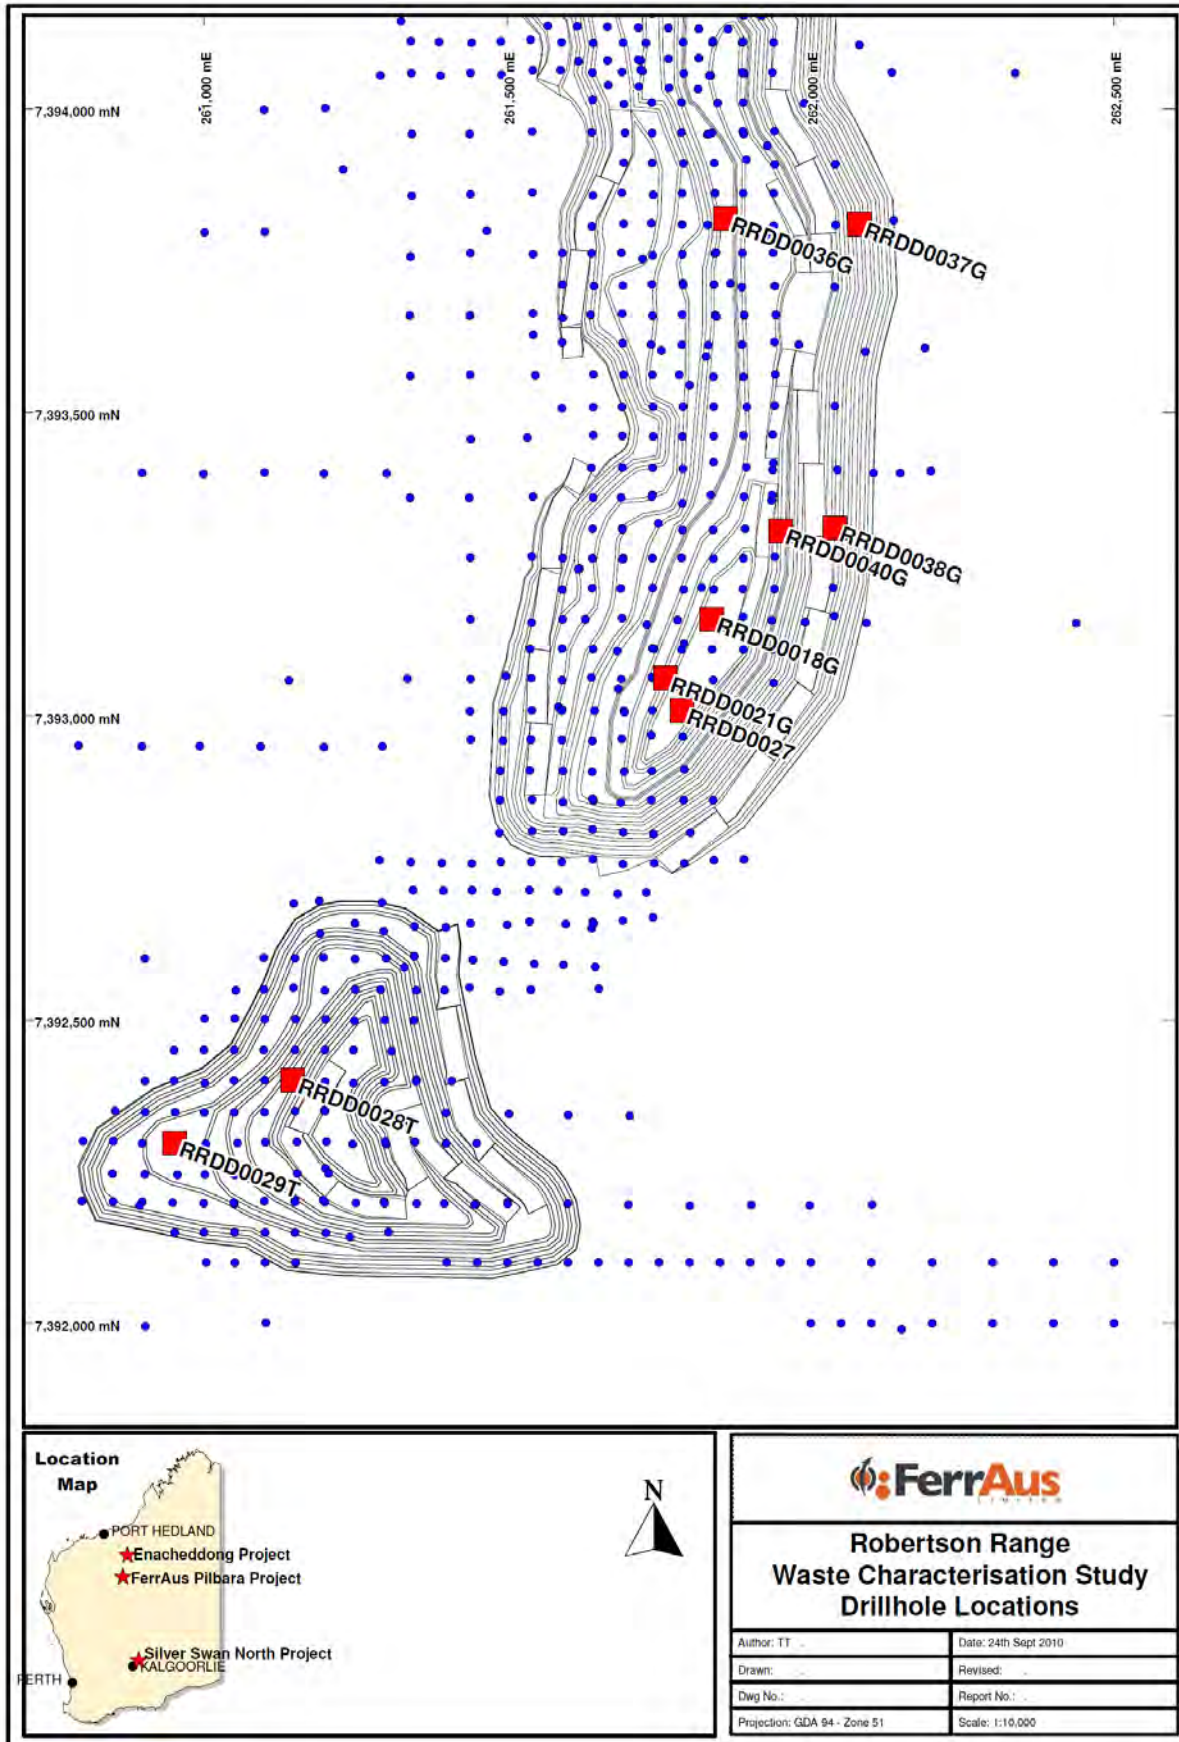 261,000 mE
261,500 mE
262,000 mE
262,500 mE
7,394,000 mN
RRDD0036G
RRDD0037G
7,393,500 mN
RRDD0038G
RRDD0040G
RRDD0018G
RRDD0021G
RRDD0027
7,393,000 mN
7,392,500 mN
RRDD0028T
RRDD0029T
7,392,000 mN
Location
Map
PORT HEDLAND
Enacheddong Project
FerrAus Pilbara Project
Silver Swan North Project
KALGOORLIE
PERTH
N
FerrAus
LIMITED
Robertson Range
Waste Characterisation Study
Drillhole Locations
Author: TT .
Date: 24th Sept 2010
Drawn: .
Revised: .
Dwg No.: .
Report No.: .
Projection: GDA 94 - Zone 51
Scale: 1:10,000